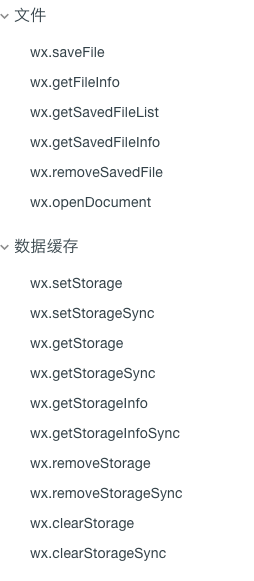 文件
wx.saveFile
wx.getFileInfo
wx.getSavedFileList
wx.getSavedFileInfo
wx.removeSavedFile
wx.openDocument
数据缓存
wx.setStorage
wx.setStorageSync
wx.getStorage
wx.getStorageSync
wx.getStorageInfo
wx.getStorageInfoSync
wx.removeStorage
wx.removeStorageSync
wx.clearStorage
wx.clearStorageSync